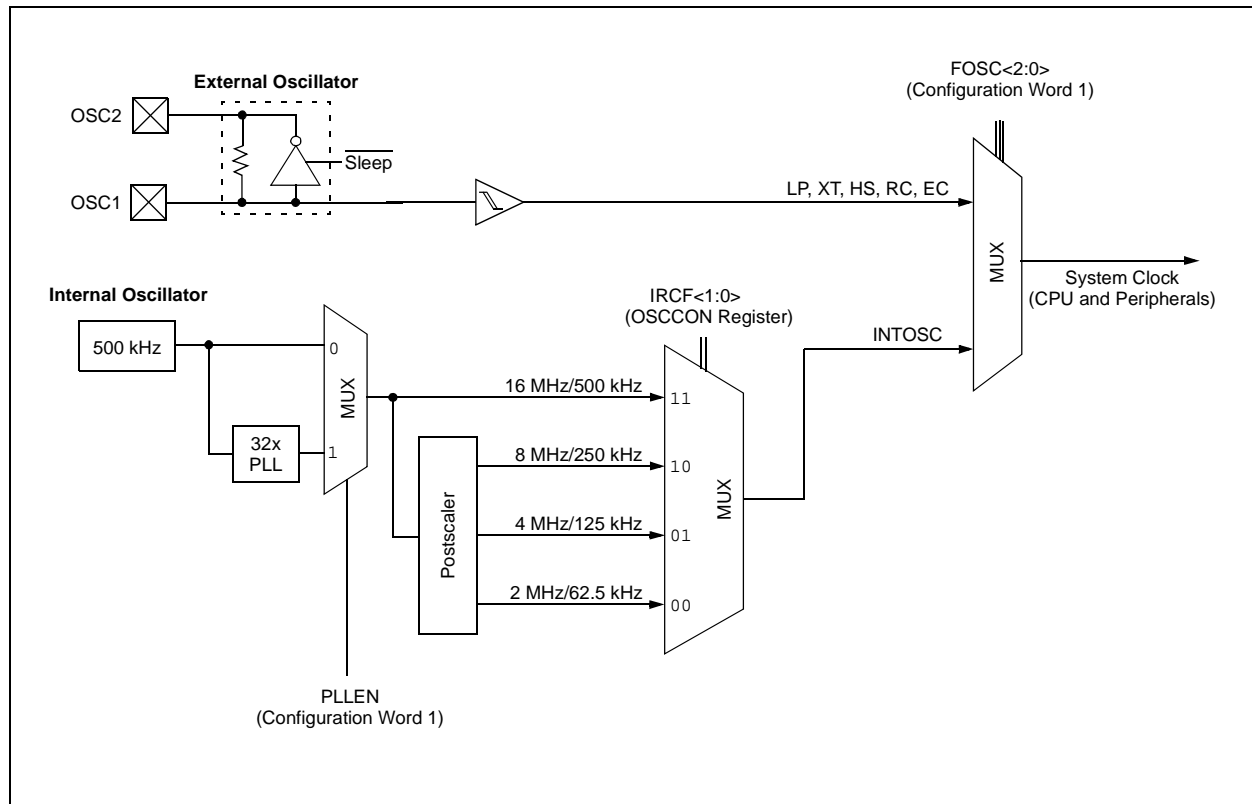 External Oscillator
OSC2
Sleep
OSC1
FOSC<2:0>
(Configuration Word 1)
LP, XT, HS, RC, EC
MUX
System Clock
(CPU and Peripherals)
Internal Oscillator
500 kHz
32x
PLL
0
1
MUX
PLLEN
(Configuration Word 1)
IRCF<1:0>
(OSCCON Register)
16 MHz/500 kHz
8 MHz/250 kHz
4 MHz/125 kHz
2 MHz/62.5 kHz
Postscaler
11
10
01
00
MUX
INTOSC